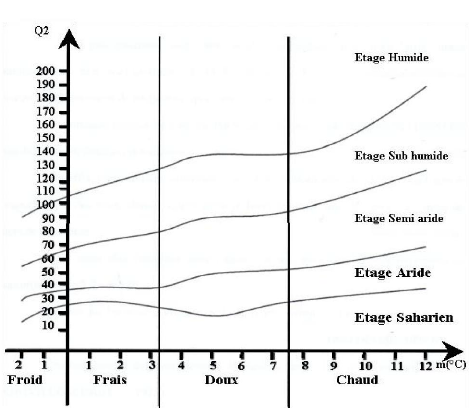 Q2
Etage Humide
200
190
180
170
160
150
140
130
120
110
100
90
80
70
60
50
40
30
20
10
Etage Sub humide
Etage Semi aride
Etage Aride
Etage Saharien
2 1 1 2 3 4 5 6 7 8 9 10 11 12 m(°C)
Froid Frais Doux Chaud